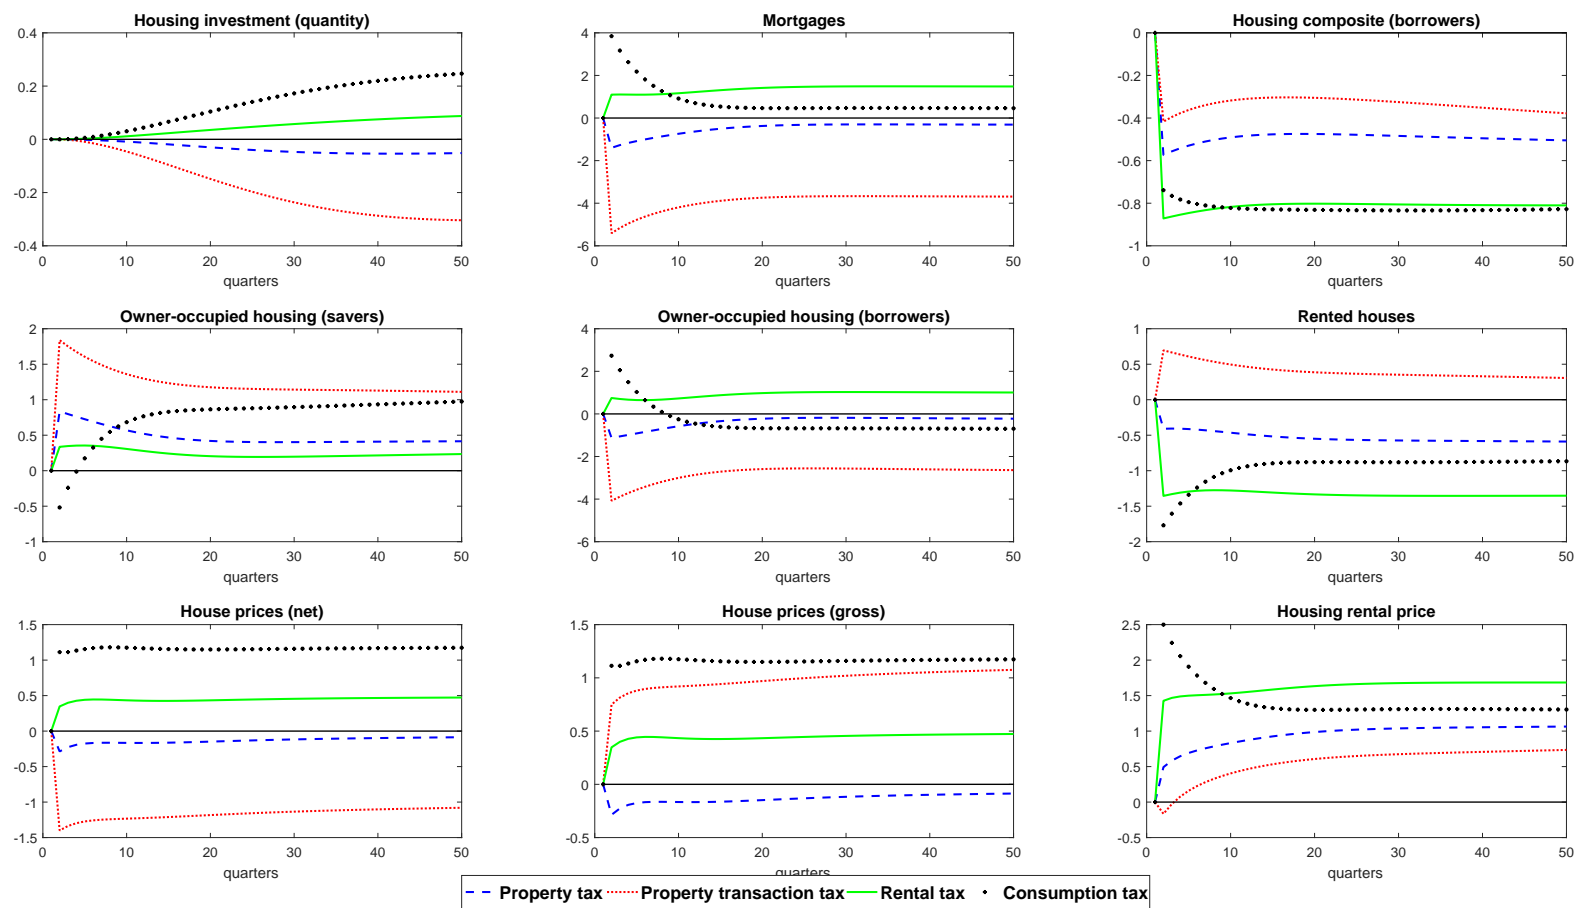 Housing investment (quantity)
0.4
0.2
0
-0.2
-0.4
0 10 20 30 40 50
quarters
Mortgages
4
2
0
-2
-4
-6
0 10 20 30 40 50
quarters
Housing composite (borrowers)
0
-0.2
-0.4
-0.6
-0.8
-1
0 10 20 30 40 50
quarters
Owner-occupied housing (savers)
2
1.5
1
0.5
0
-0.5
-1
0 10 20 30 40 50
quarters
Owner-occupied housing (borrowers)
4
2
0
-2
-4
-6
0 10 20 30 40 50
quarters
Rented houses
1
0.5
0
-0.5
-1
-1.5
-2
0 10 20 30 40 50
quarters
House prices (net)
1.5
1
0.5
0
-0.5
-1
-1.5
0 10 20 30 40 50
House prices (gross)
1.5
1
0.5
0
-0.5
0 10 20 30 40 50
quarters
Housing rental price
2.5
2
1.5
1
0.5
0
-0.5
0 10 20 30 40 50
quarters
Property tax Property transaction tax Rental tax Consumption tax